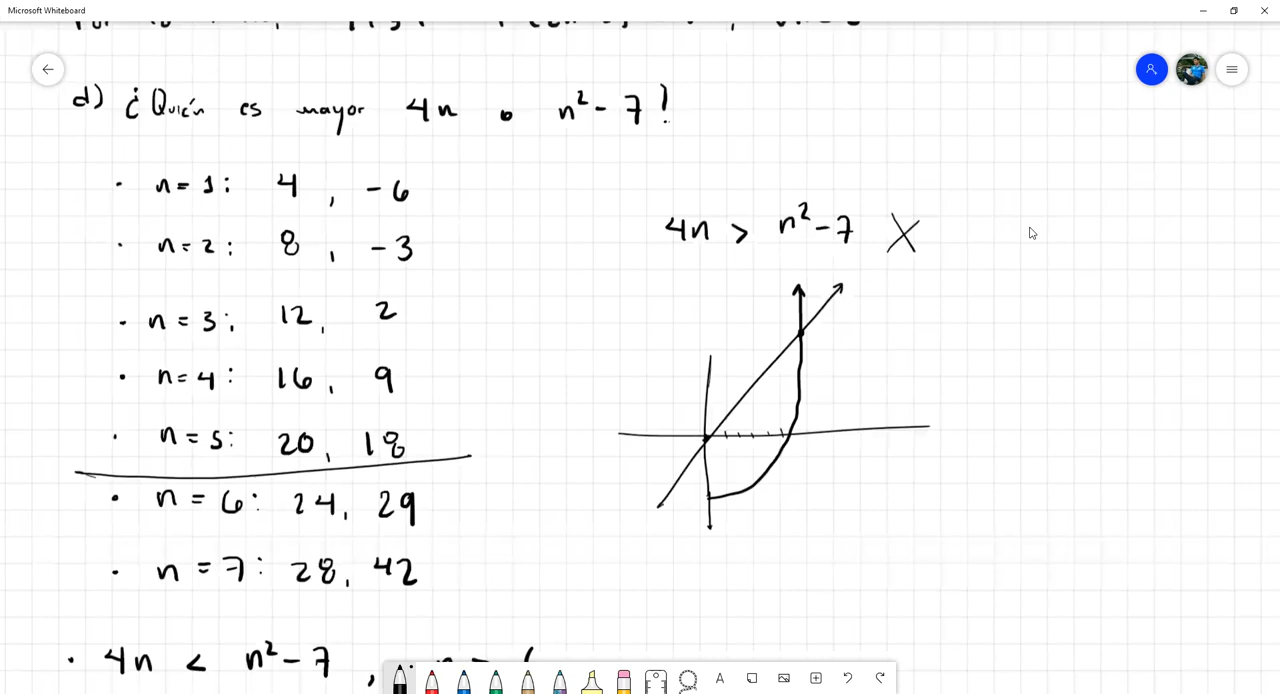 Microsoft Whiteboard
d) ¿Quién es mayor 4n o n² - 7?
· n = 1: 4, -6
· n = 2: 8, -3
· n = 3: 12, 2
· n = 4: 16, 9
· n = 5: 20, 18
· n = 6: 24, 29
· n = 7: 28, 42
4n > n² - 7 X
· 4n < n² - 7,
A